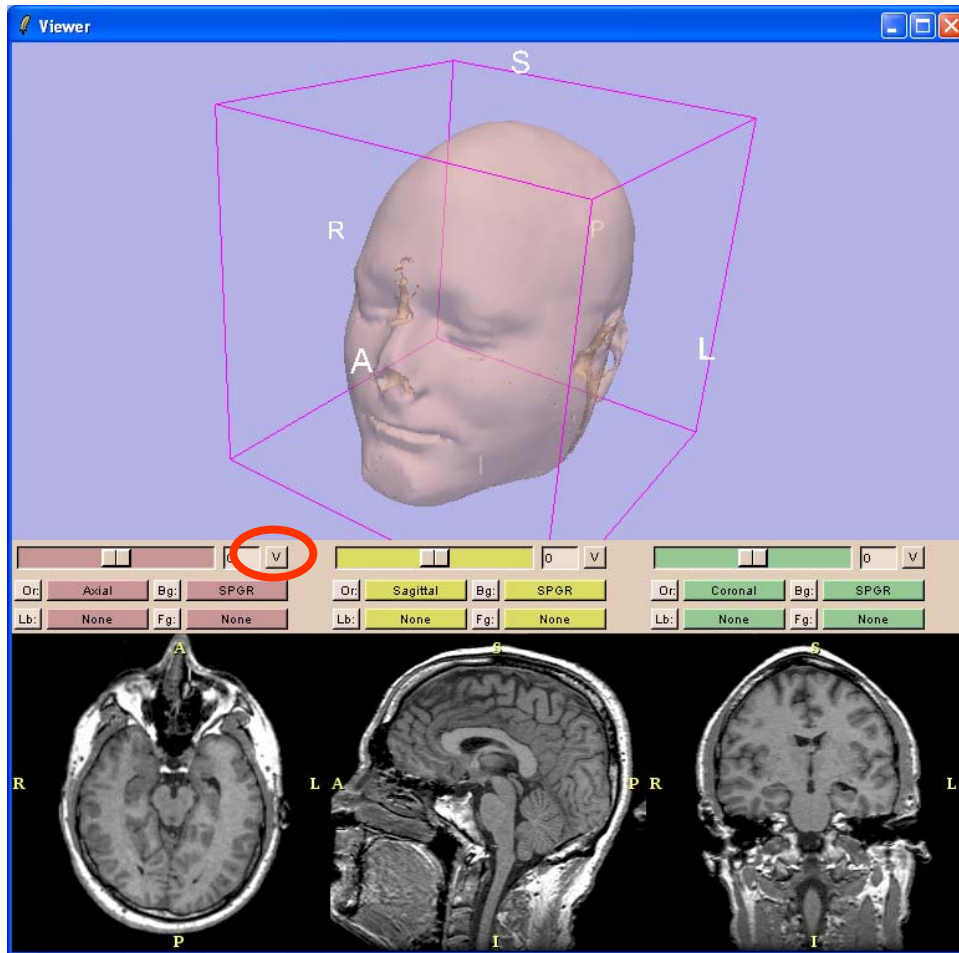 Viewer
S
R
P
A
L
I
0 V 0 V 0 V
Or: Axial Bg: SPGR Or: Sagittal Bg: SPGR Or: Coronal Bg: SPGR
Lb: None Fg: None Lb: None Fg: None Lb: None Fg: None
A S S
R L A P R L
P I I